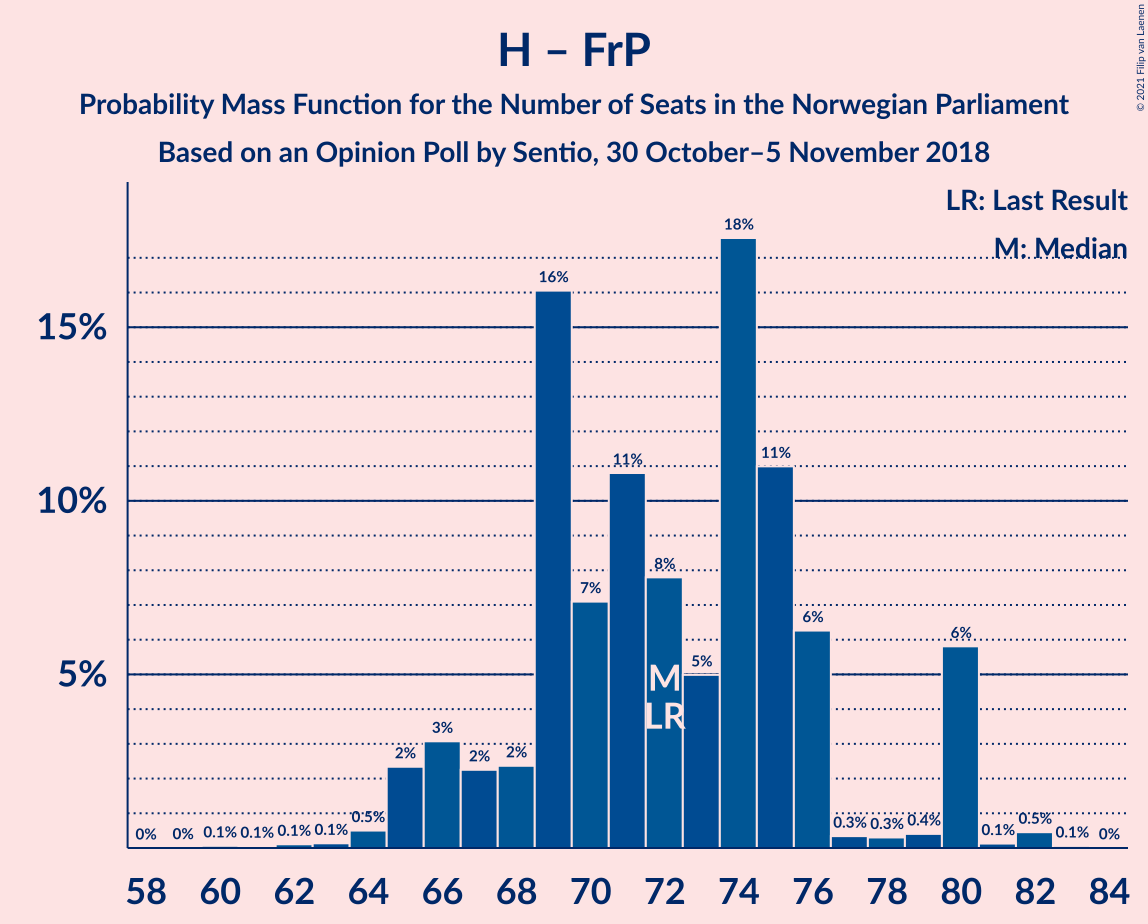 H – FrP
Probability Mass Function for the Number of Seats in the Norwegian Parliament
Based on an Opinion Poll by Sentio, 30 October–5 November 2018
© 2021 Filip van Laenen
LR: Last Result
M: Median
15%
10%
5%
0% 0% 0.1% 0.1% 0.1% 0.1% 0.5% 2% 3% 2% 2% 16% 7% 11% 8% 5% 18% 11% 6% 0.3% 0.3% 0.4% 6% 0.1% 0.5% 0.1% 0%
M
LR
58 60 62 64 66 68 70 72 74 76 78 80 82 84